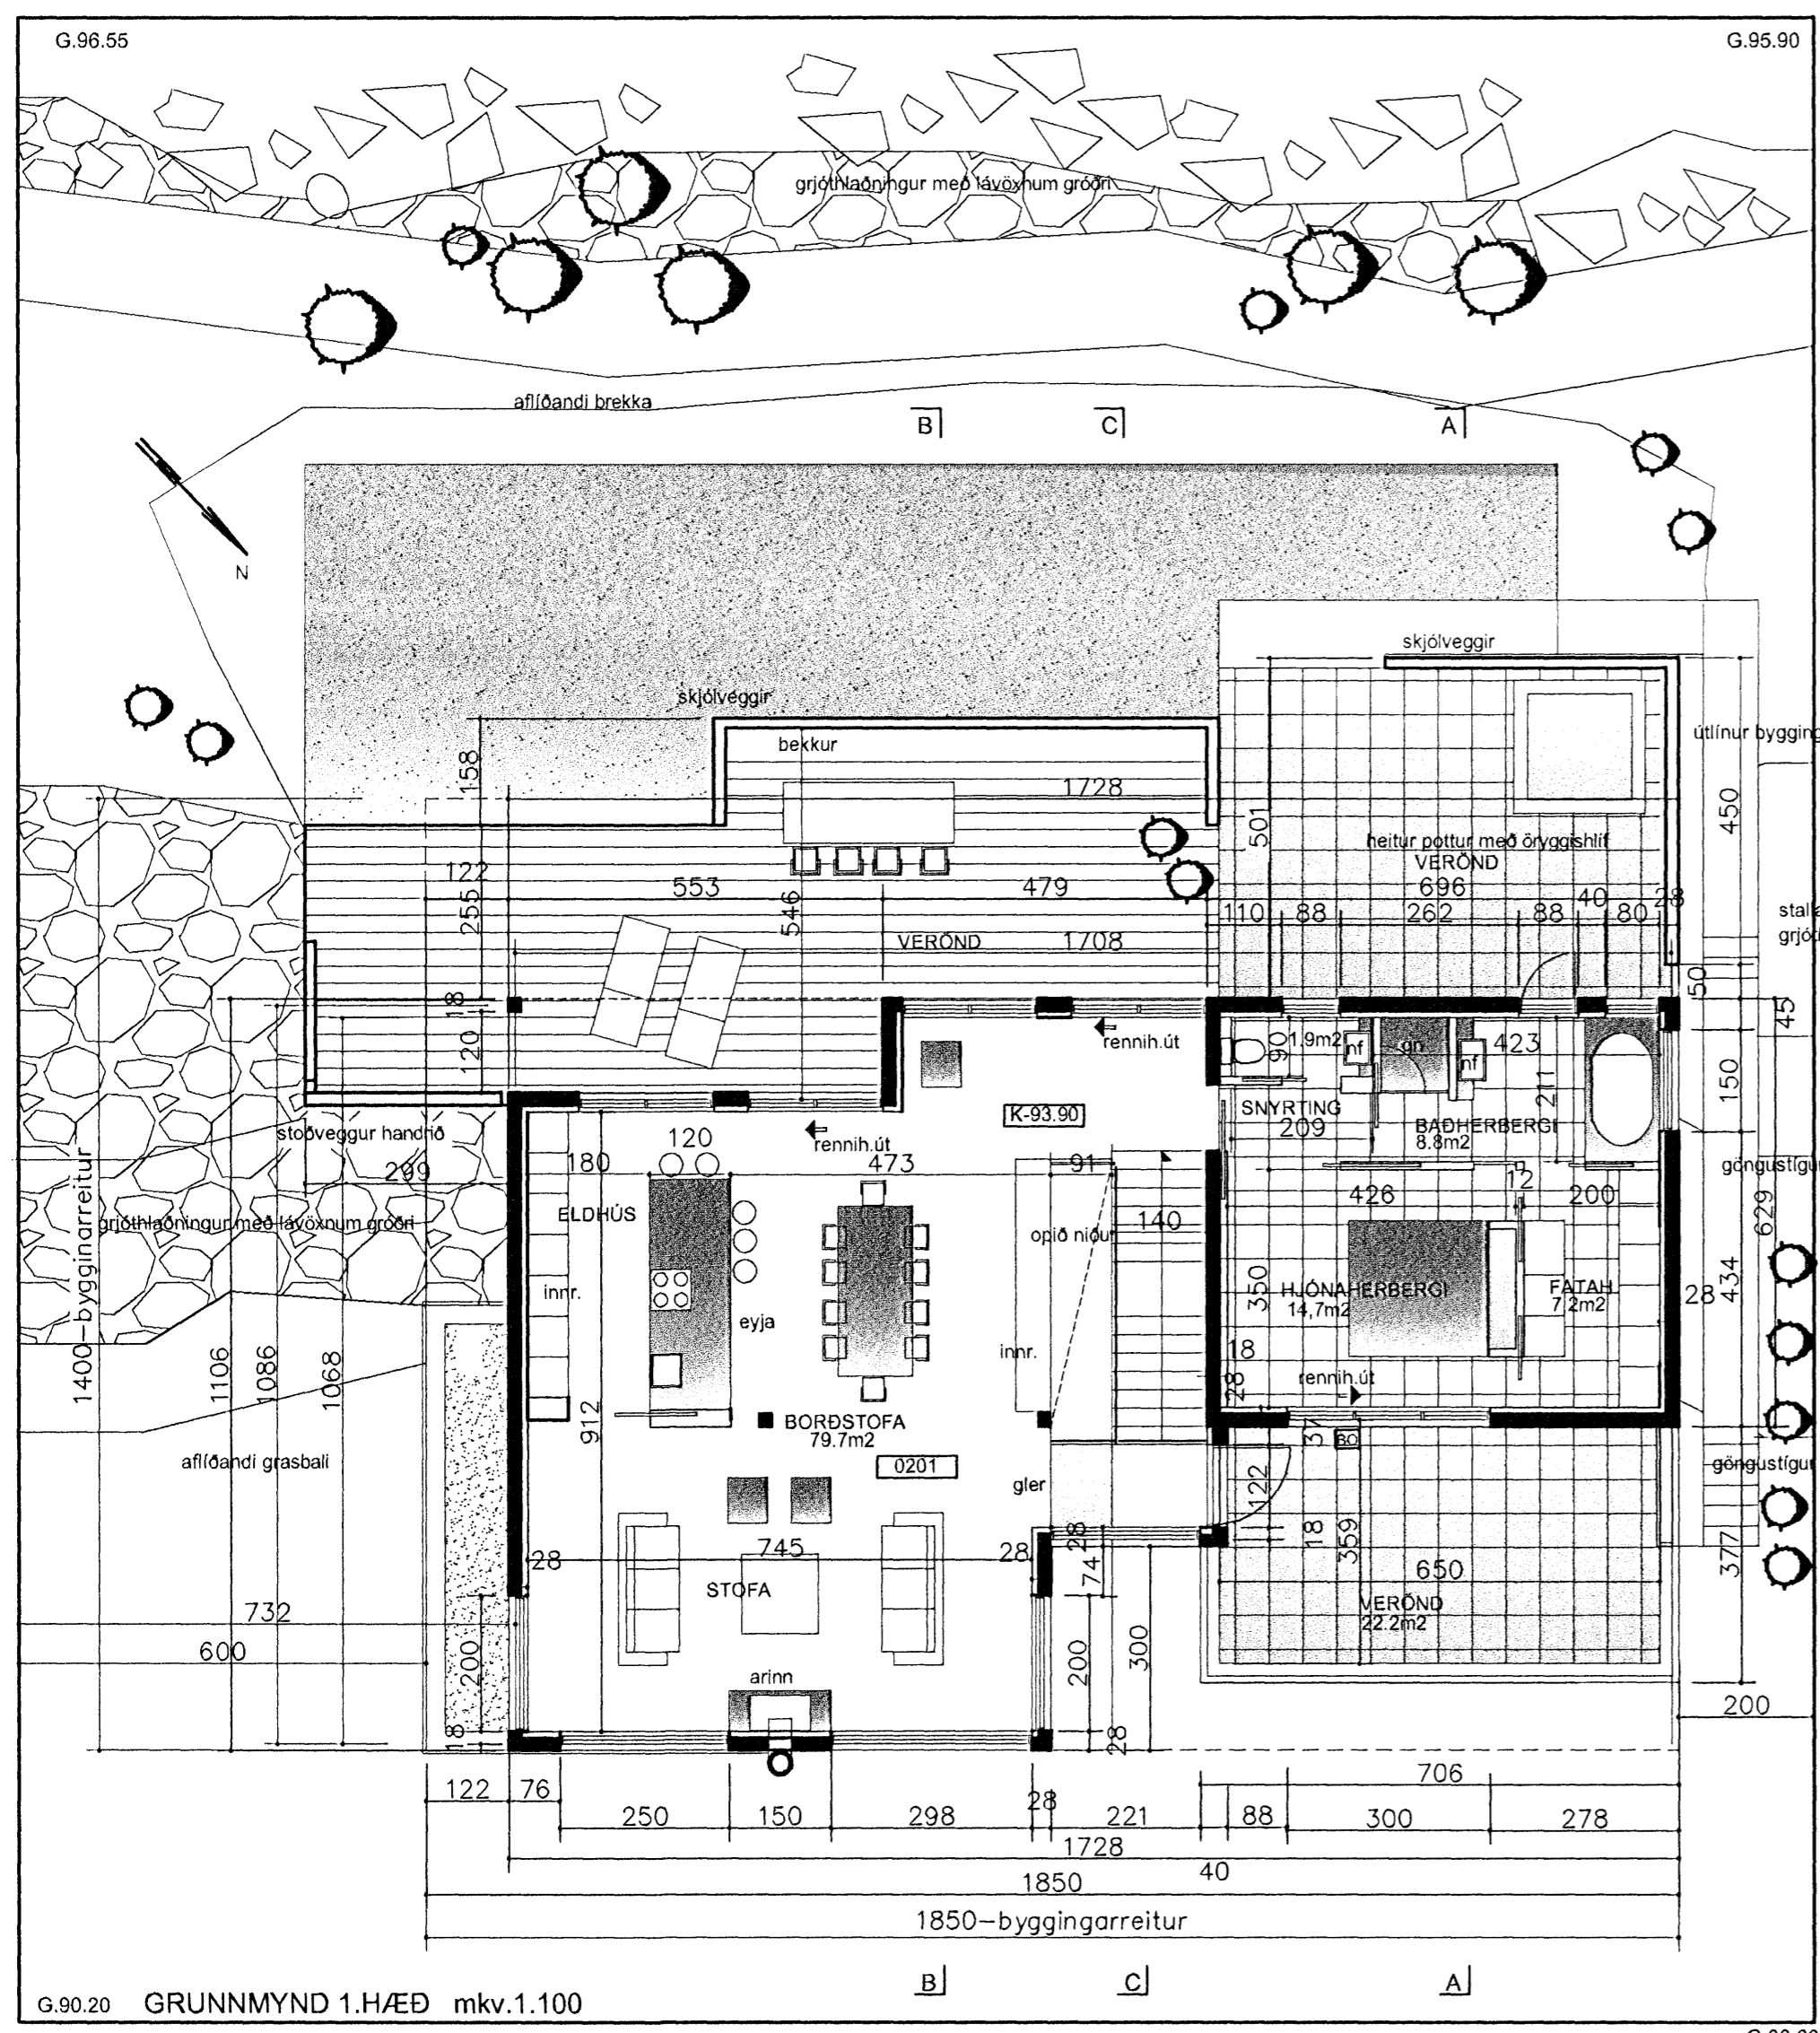 G.96.55
G.95.90
grjóthlaðningur með lávöxnum gróðri
aflíðandi brekka
B
C
A
N
skjólveggir
skjólveggir
bekkur
158
1728
501
450
útlínur bygging
heitur pottur með öryggishlíf
VERÖND
696
122
553
479
255
546
110
88
262
88
40
80
28
VERÖND
1708
50
45
18
120
rennih.út
90
1.9m2
nf
gn
nf
423
211
150
K-93.90
SNYRTING
209
BAÐHERBERGI
8.8m2
stoðveggur handrið
rennih.út
120
180
473
91
299
göngustígur
12
426
200
629
1400-bygginarreitur
grjóthlaðningur með lávöxnum gróðri
ELDHÚS
140
opið niður
innr.
eyja
350
HJÓNAHERBERGI
14,7m2
FATAH
7,2m2
28
434
innr.
18
28
rennih.út
1106
1086
1068
912
BORÐSTOFA
79.7m2
0201
37
BO
aflíðandi grasbali
gler
göngustígur
122
28
745
28
28
74
18
359
377
STOFA
650
VERÖND
22.2m2
732
600
200
arinn
200
300
18
28
200
122
76
706
250
150
298
28
221
88
300
278
1728
40
1850
1850-byggingarreitur
B
C
A
G.90.20 GRUNNMYND 1.HÆÐ mkv.1.100